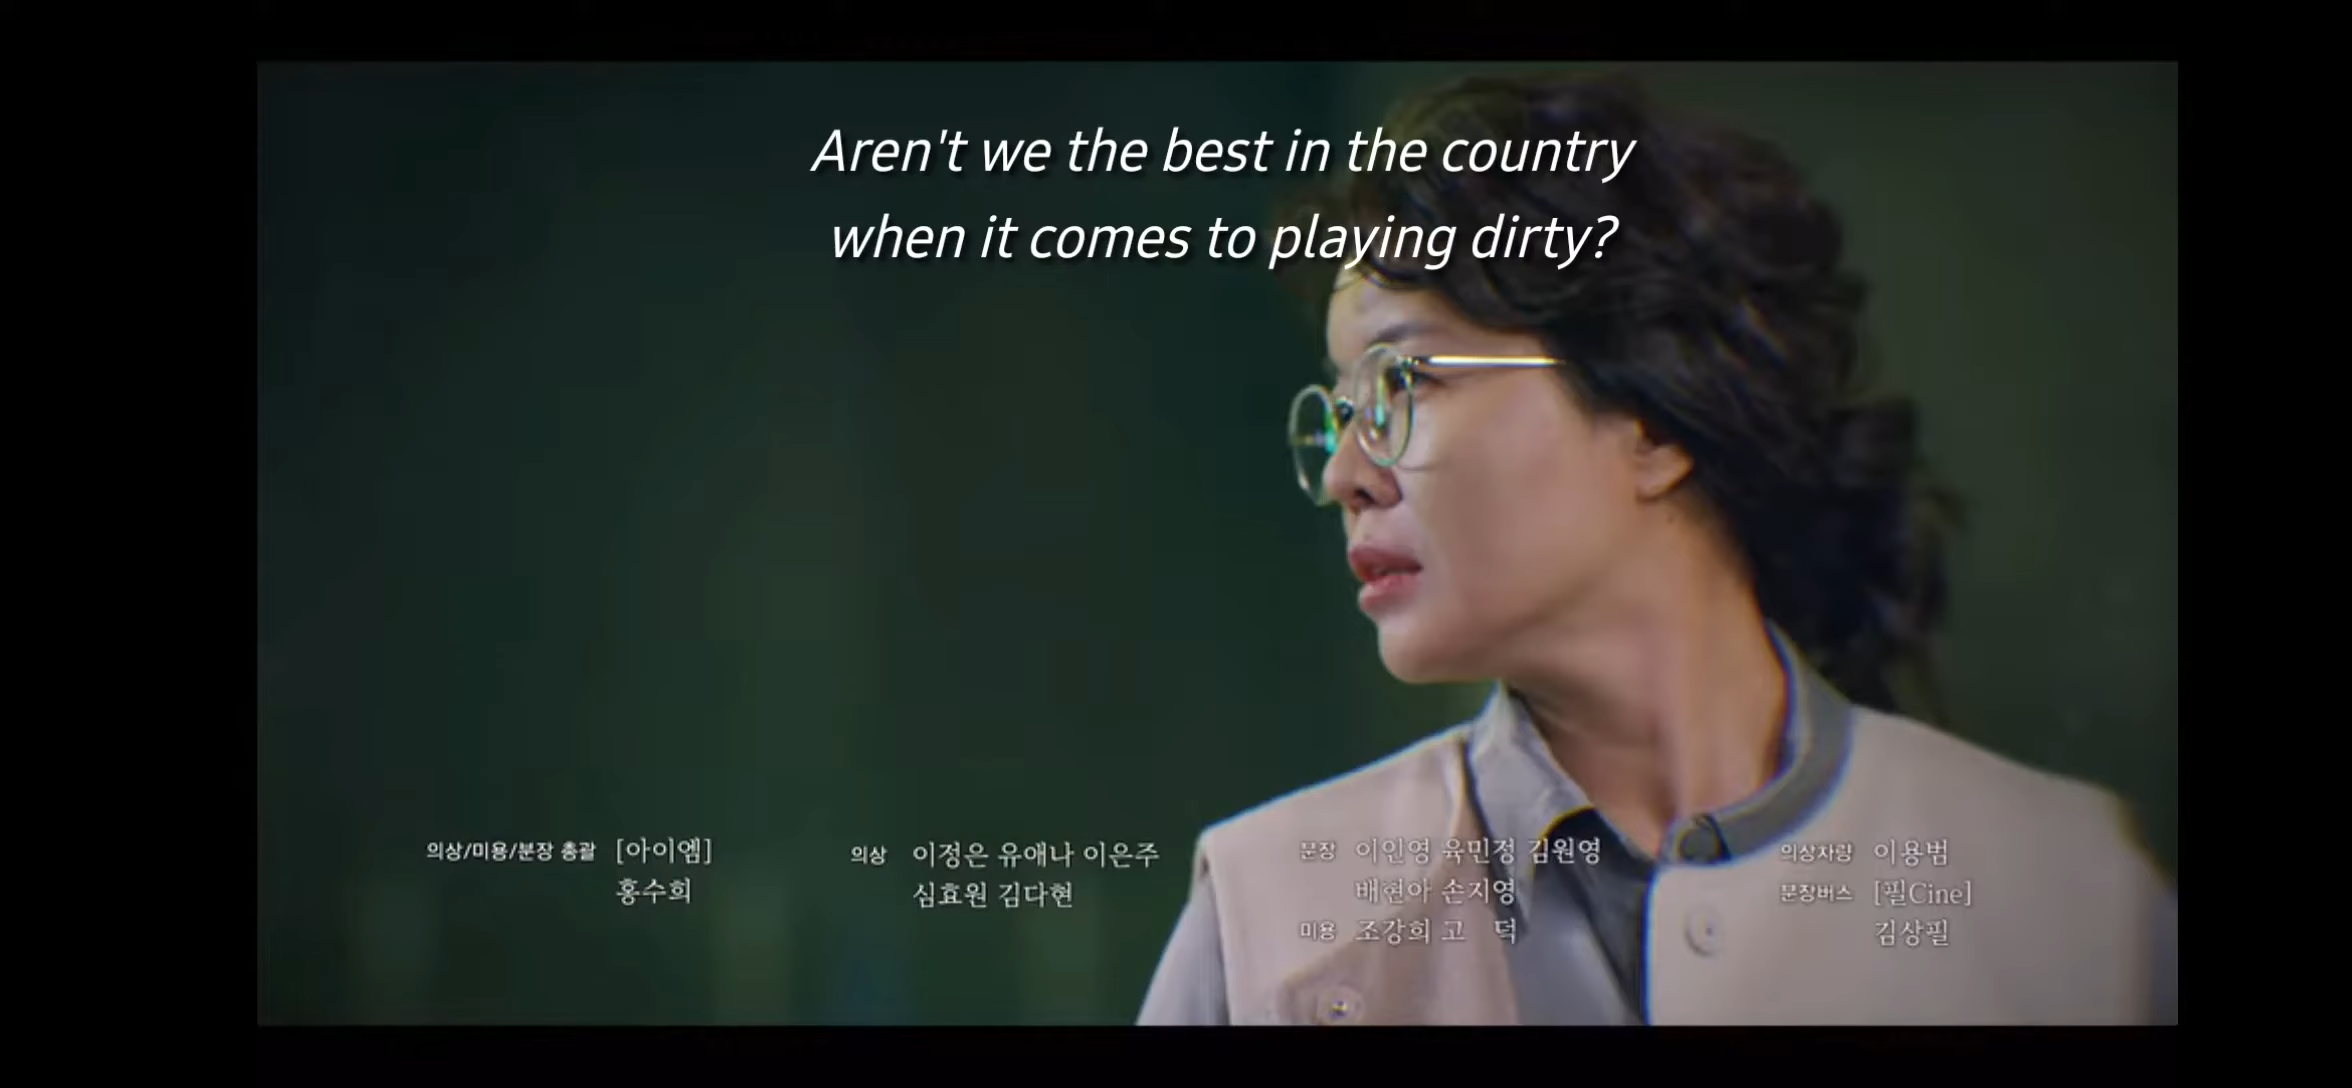 Aren't we the best in the country
when it comes to playing dirty?
의상/미용/분장 총괄 [아이엠]
홍수희
의상 이정은 유애나 이은주
심효원 김다현
분장 이인영 육민정 김원영
배현아 손지영
미용 조강희 고 덕
의상차량 이용범
분장버스 [필Cine]
김상필